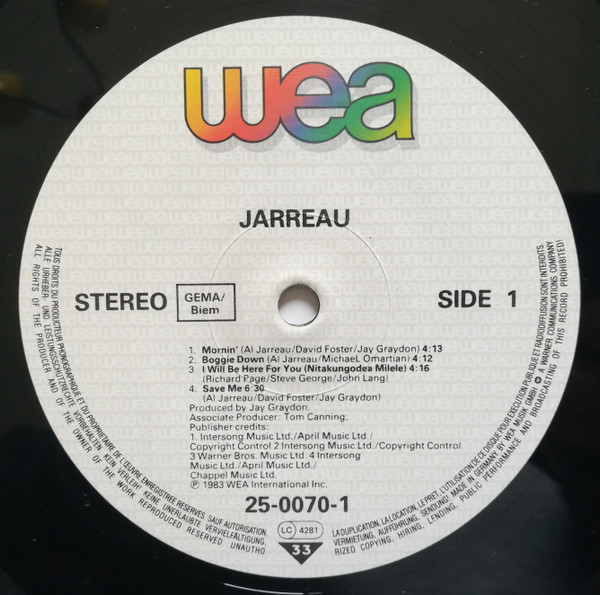 wea
JARREAU
STEREO
GEMA/
Biem
SIDE 1
1. Mornin' (Al Jarreau/David Foster/Jay Graydon) 4:13
2. Boggie Down (Al Jarreau/Michael Omartian) 4:12
3 I Will Be Here For You (Nitakungodea Milele) 4:16
(Richard Page/Steve George/John Lang)
4. Save Me 6:30
(Al Jarreau/David Foster/Jay Graydon)
Produced by Jay Graydon.
Associate Producer: Tom Canning.
Publisher credits:
1. Intersong Music Ltd./April Music Ltd./
Copyright Control 2 Intersong Music Ltd./Copyright Control
3 Warner Bros. Music Ltd. 4 Intersong
Music Ltd./April Music Ltd./
Chappel Music Ltd.
℗ 1983 WEA International Inc.
25-0070-1
LC 4281
33
TOUS DROITS DU PRODUCTEUR PHONOGRAPHIQUE ET DU PROPRIETAIRE DE L'ŒUVRE ENREGISTREE RESERVES. SAUF AUTORISATION,
LA DUPLICATION, LA LOCATION, LE PRET, L'UTILISATION DE CE DISQUE POUR EXECUTION PUBLIQUE ET RADIODIFFUSION SONT INTERDITS
ALLE URHEBER- UND LEISTUNGSSCHUTZRECHTE VORBEHALTEN. KEIN VERLEIH! KEINE UNERLAUBTE VERVIELFÄLTIGUNG,
VERMIETUNG, AUFFÜHRUNG, SENDUNG! MADE IN GERMANY BY WEA MUSIK GMBH A WARNER COMMUNICATIONS COMPANY
ALL RIGHTS OF THE PRODUCER AND OF THE OWNER OF THE WORK REPRODUCED RESERVED UNAUTHO
RIZED COPYING, HIRING, LENDING, PUBLIC PERFORMANCE AND BROADCASTING OF THIS RECORD PROHIBITED!